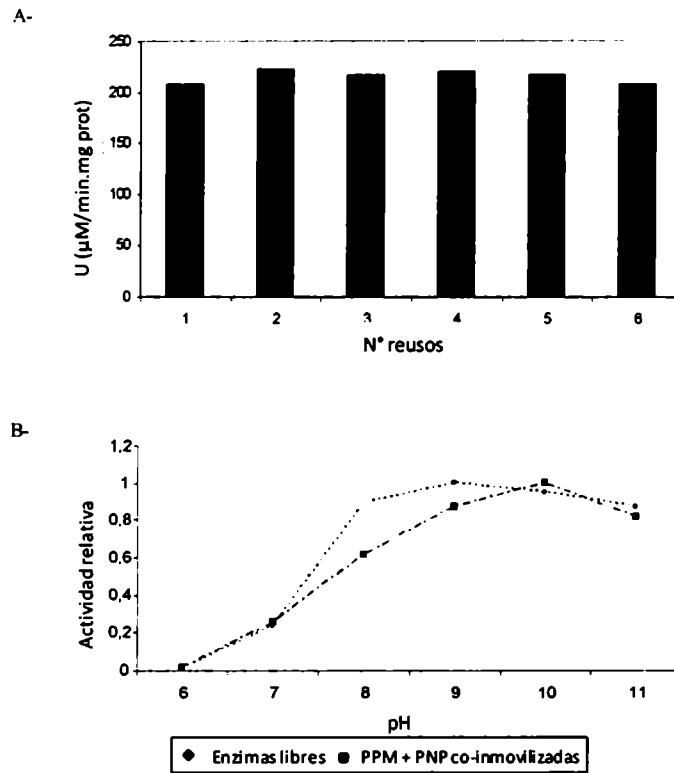 A-
250
200
150
100
50
0
U (µM/min.mg prot)
1 2 3 4 5 6
N° reusos
B-
1,2
1
0,8
0,6
0,4
0,2
0
Actividad relativa
6 7 8 9 10 11
pH
Enzimas libres PPM + PNP co-inmovilizadas